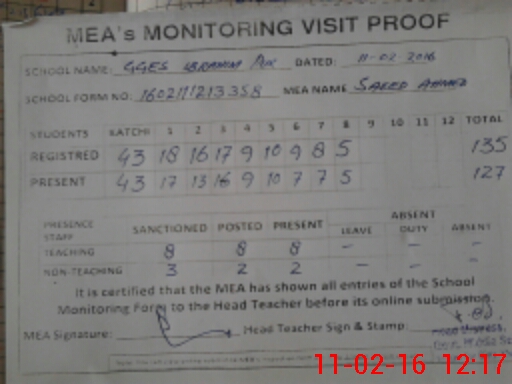 MEA's MONITORING VISIT PROOF
SCHOOL NAME: GGES IBRAHIM PUR DATED: 11-02-2016
SCHOOL FORM NO: 1602111213358 MEA NAME SAEED AHMAD
STUDENTS KATCHI 1 2 3 4 5 6 7 8 9 10 11 12 TOTAL
REGISTRED 43 18 16 17 9 10 9 8 5 135
PRESENT 43 17 13 16 9 10 7 7 5 127
PRESENCE STAFF SANCTIONED POSTED PRESENT ABSENT
LEAVE DUTY ABSENT
TEACHING 8 8 8 - - -
NON-TEACHING 3 2 2 - - -
It is certified that the MEA has shown all entries of the School
Monitoring Form to the Head Teacher before its online submission.
MEA Signature: Head Teacher Sign & Stamp:
11-02-16 12:17